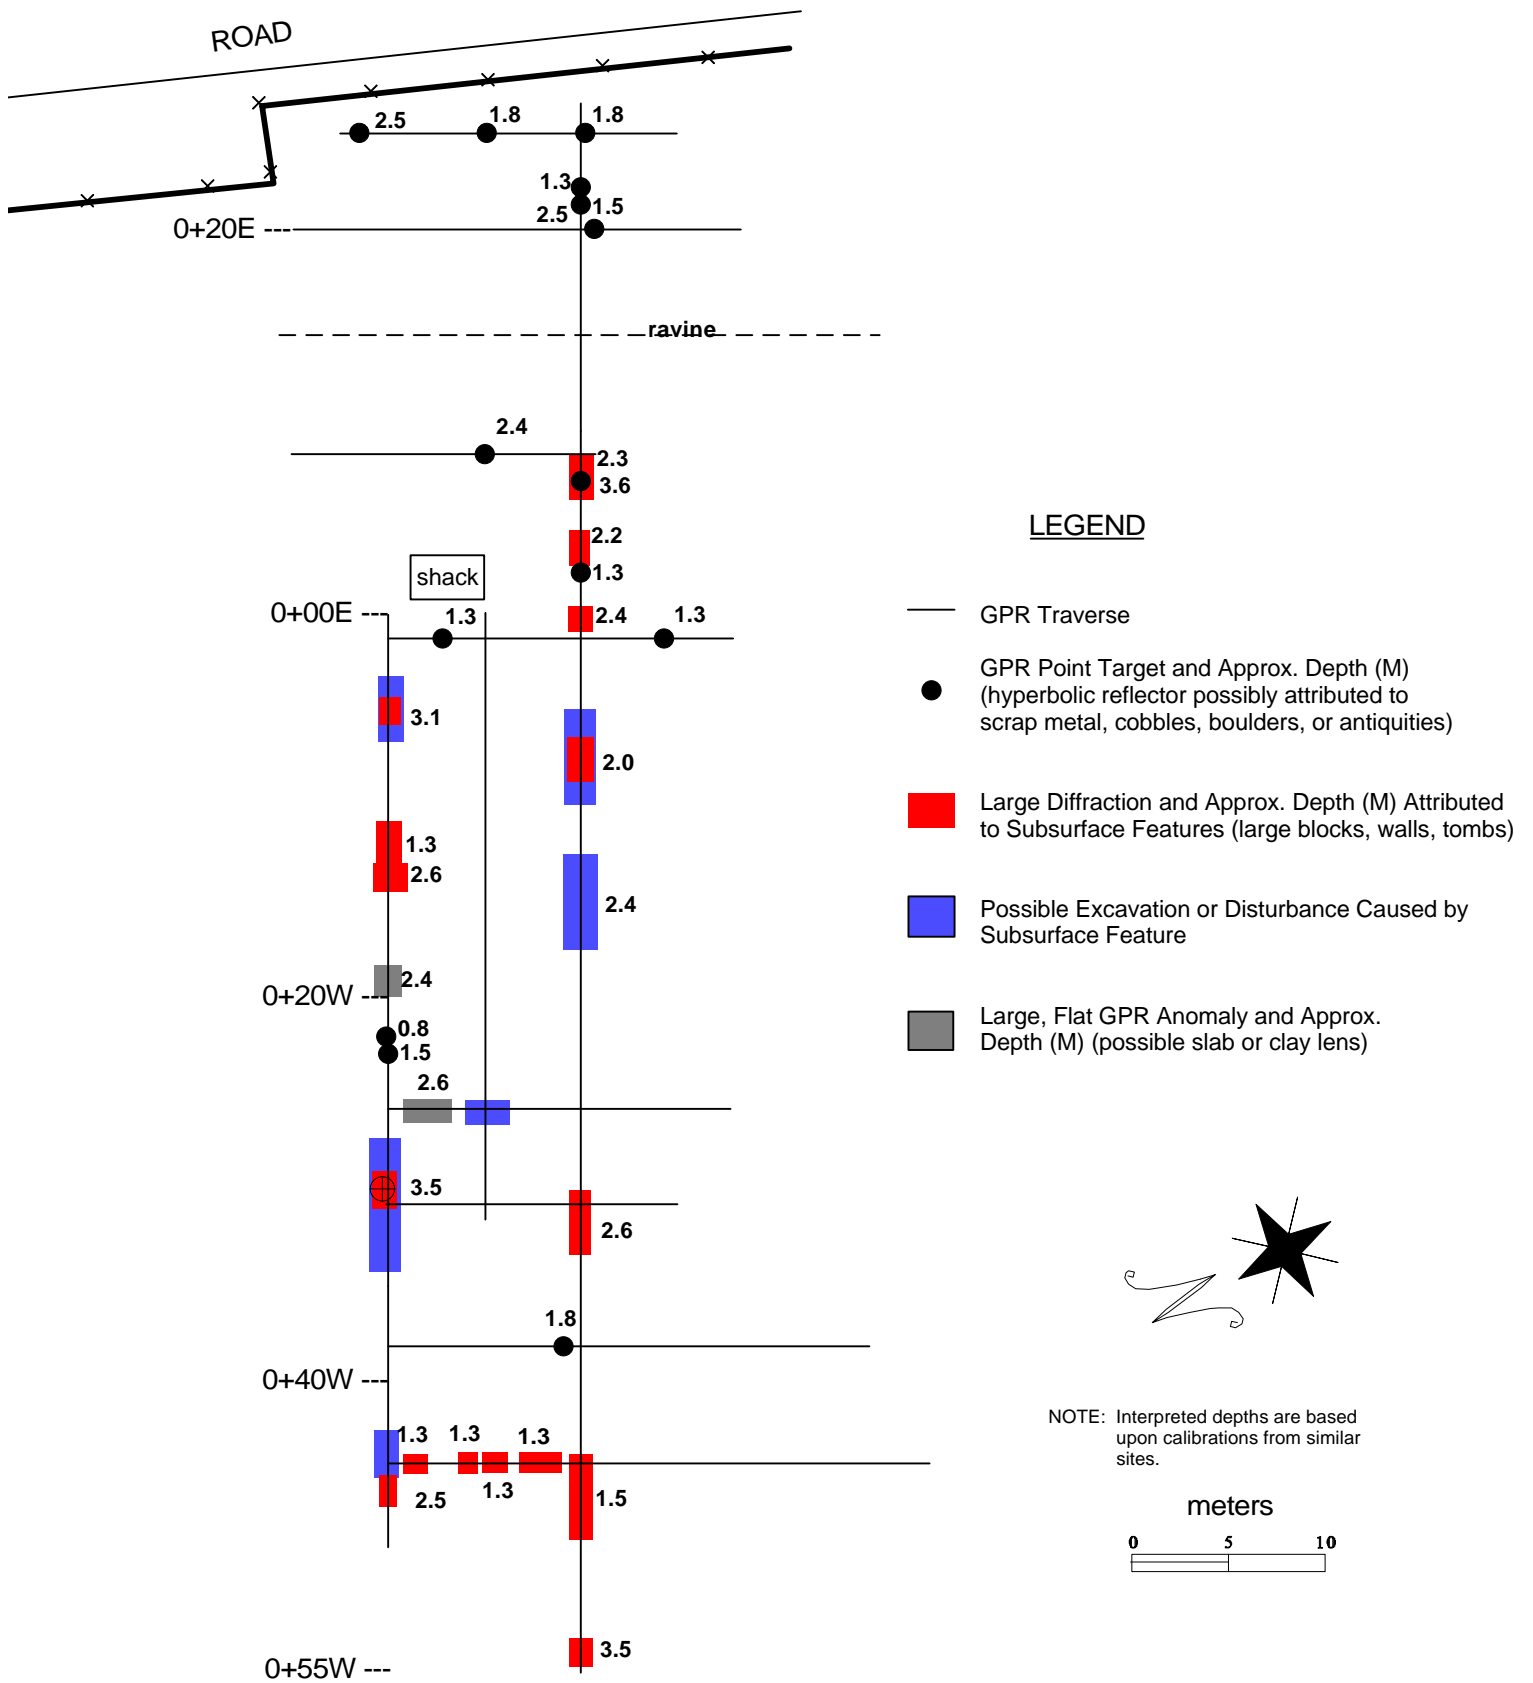 ROAD
2.5
1.8
1.8
1.3
1.5
2.5
0+20E ---
ravine
2.4
2.3
3.6
2.2
1.3
shack
0+00E ---
2.4
1.3
1.3
3.1
2.0
1.3
2.6
2.4
2.4
0+20W ---
0.8
1.5
2.6
3.5
2.6
1.8
0+40W ---
1.3
1.3
1.3
2.5
1.3
1.5
3.5
0+55W ---
LEGEND
GPR Traverse
GPR Point Target and Approx. Depth (M)
(hyperbolic reflector possibly attributed to
scrap metal, cobbles, boulders, or antiquities)
Large Diffraction and Approx. Depth (M) Attributed
to Subsurface Features (large blocks, walls, tombs)
Possible Excavation or Disturbance Caused by
Subsurface Feature
Large, Flat GPR Anomaly and Approx.
Depth (M) (possible slab or clay lens)
N
NOTE: Interpreted depths are based
upon calibrations from similar
sites.
meters
0 5 10